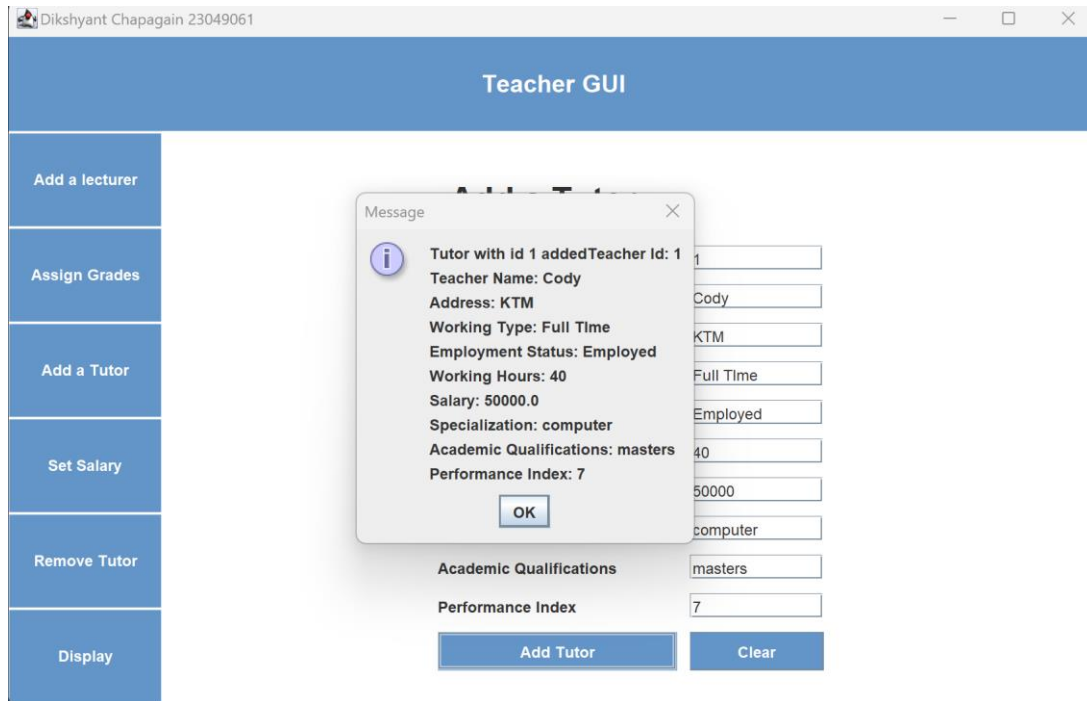 Dikshyant Chapagain 23049061
Teacher GUI
Add a lecturer
Assign Grades
Add a Tutor
Set Salary
Remove Tutor
Display
Message
Tutor with id 1 addedTeacher Id: 1
Teacher Name: Cody
Address: KTM
Working Type: Full TIme
Employment Status: Employed
Working Hours: 40
Salary: 50000.0
Specialization: computer
Academic Qualifications: masters
Performance Index: 7
OK
1
Cody
KTM
Full TIme
Employed
40
50000
computer
Academic Qualifications masters
Performance Index 7
Add Tutor Clear